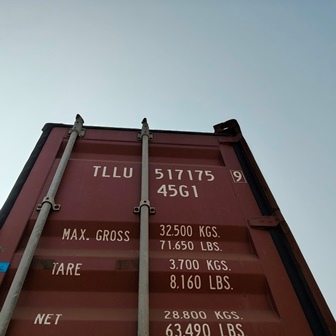 TLLU 517175 9
45G1
MAX. GROSS 32.500 KGS.
71.650 LBS.
TARE 3.700 KGS.
8.160 LBS.
NET 28.800 KGS.
63.490 LBS.